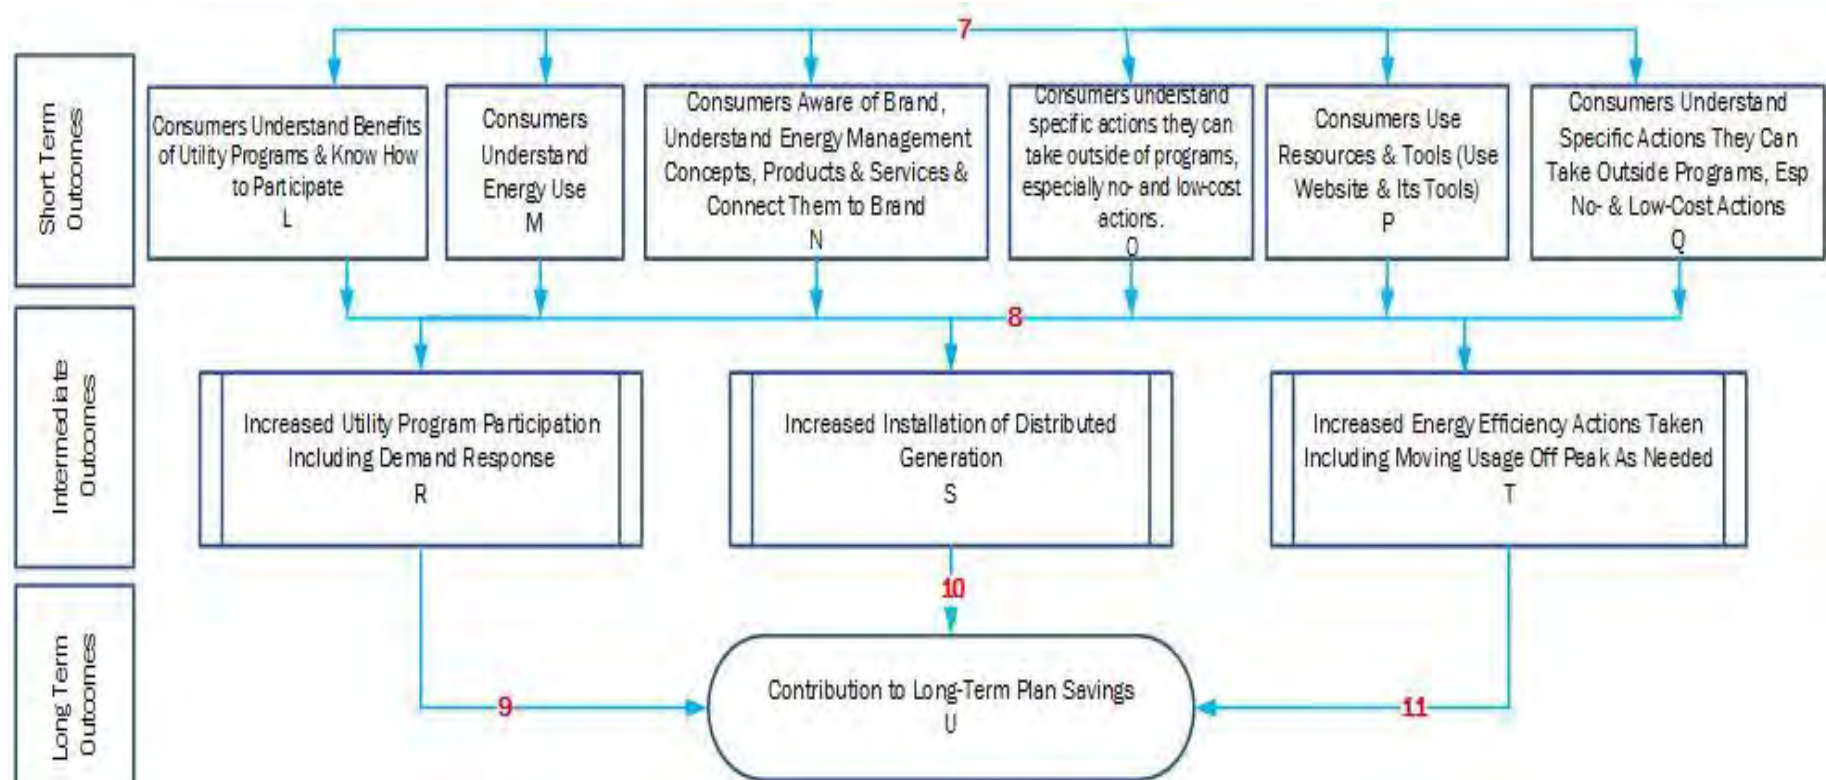 7
Short Term
Outcomes
Consumers Understand Benefits
of Utility Programs & Know How
to Participate
L
Consumers
Understand
Energy Use
M
Consumers Aware of Brand,
Understand Energy Management
Concepts, Products & Services &
Connect Them to Brand
N
Consumers understand
specific actions they can
take outside of programs,
especially no- and low-cost
actions.
O
Consumers Use
Resources & Tools (Use
Website & Its Tools)
P
Consumers Understand
Specific Actions They Can
Take Outside Programs, Esp
No- & Low-Cost Actions
Q
8
Intermediate
Outcomes
Increased Utility Program Participation
Including Demand Response
R
Increased Installation of Distributed
Generation
S
Increased Energy Efficiency Actions Taken
Including Moving Usage Off Peak As Needed
T
10
Long Term
Outcomes
9
Contribution to Long-Term Plan Savings
U
11